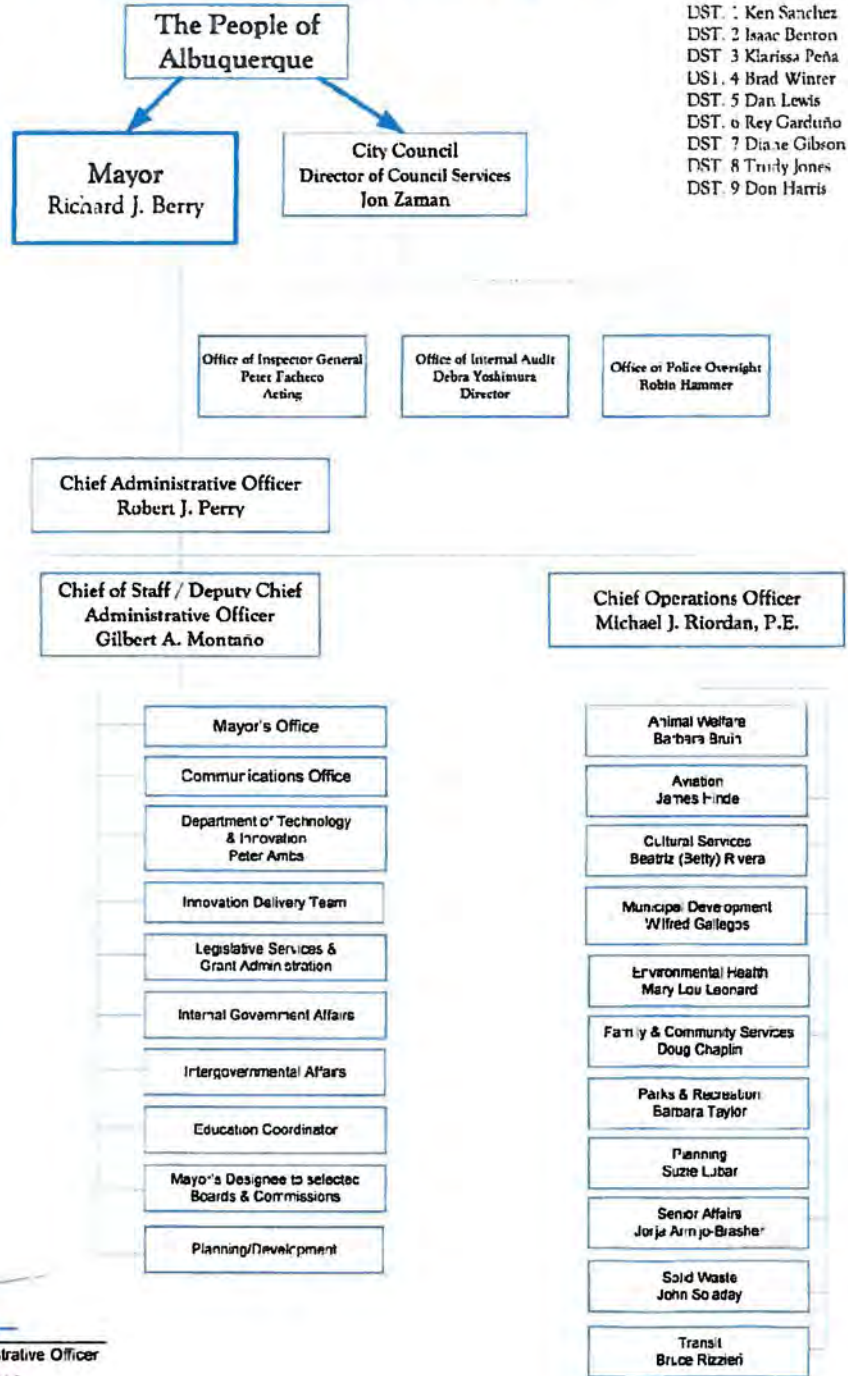 The People of
Albuquerque
DST. 1 Ken Sanchez
DST. 2 Isaac Benton
DST 3 Klarissa Peña
DST. 4 Brad Winter
DST. 5 Dan Lewis
DST. 6 Rey Garduño
DST. 7 Diane Gibson
DST. 8 Trudy Jones
DST. 9 Don Harris
Mayor
Richard J. Berry
City Council
Director of Council Services
Jon Zaman
Office of Inspector General
Peter Pacheco
Acting
Office of Internal Audit
Debra Yoshimura
Director
Office of Police Oversight
Robin Hammer
Chief Administrative Officer
Robert J. Perry
Chief of Staff / Deputy Chief
Administrative Officer
Gilbert A. Montaño
Chief Operations Officer
Michael J. Riordan, P.E.
Mayor's Office
Communications Office
Department of Technology
& Innovation
Peter Ambs
Innovation Delivery Team
Legislative Services &
Grant Administration
Internal Government Affairs
Intergovernmental Affairs
Education Coordinator
Mayor's Designee to selected
Boards & Commissions
Planning/Development
Animal Welfare
Barbara Bruin
Aviation
James Hinde
Cultural Services
Beatriz (Betty) Rivera
Municipal Development
Wilfred Gallegos
Environmental Health
Mary Lou Leonard
Family & Community Services
Doug Chaplin
Parks & Recreation
Barbara Taylor
Planning
Suzie Lubar
Senior Affairs
Jorja Armijo-Brasher
Solid Waste
John Soladay
Transit
Bruce Rizzieri
strative Officer